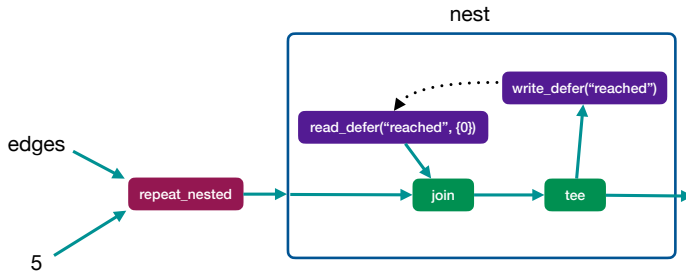 nest
write_defer(“reached”)
read_defer(“reached”, {0})
edges
repeat_nested
join
tee
5